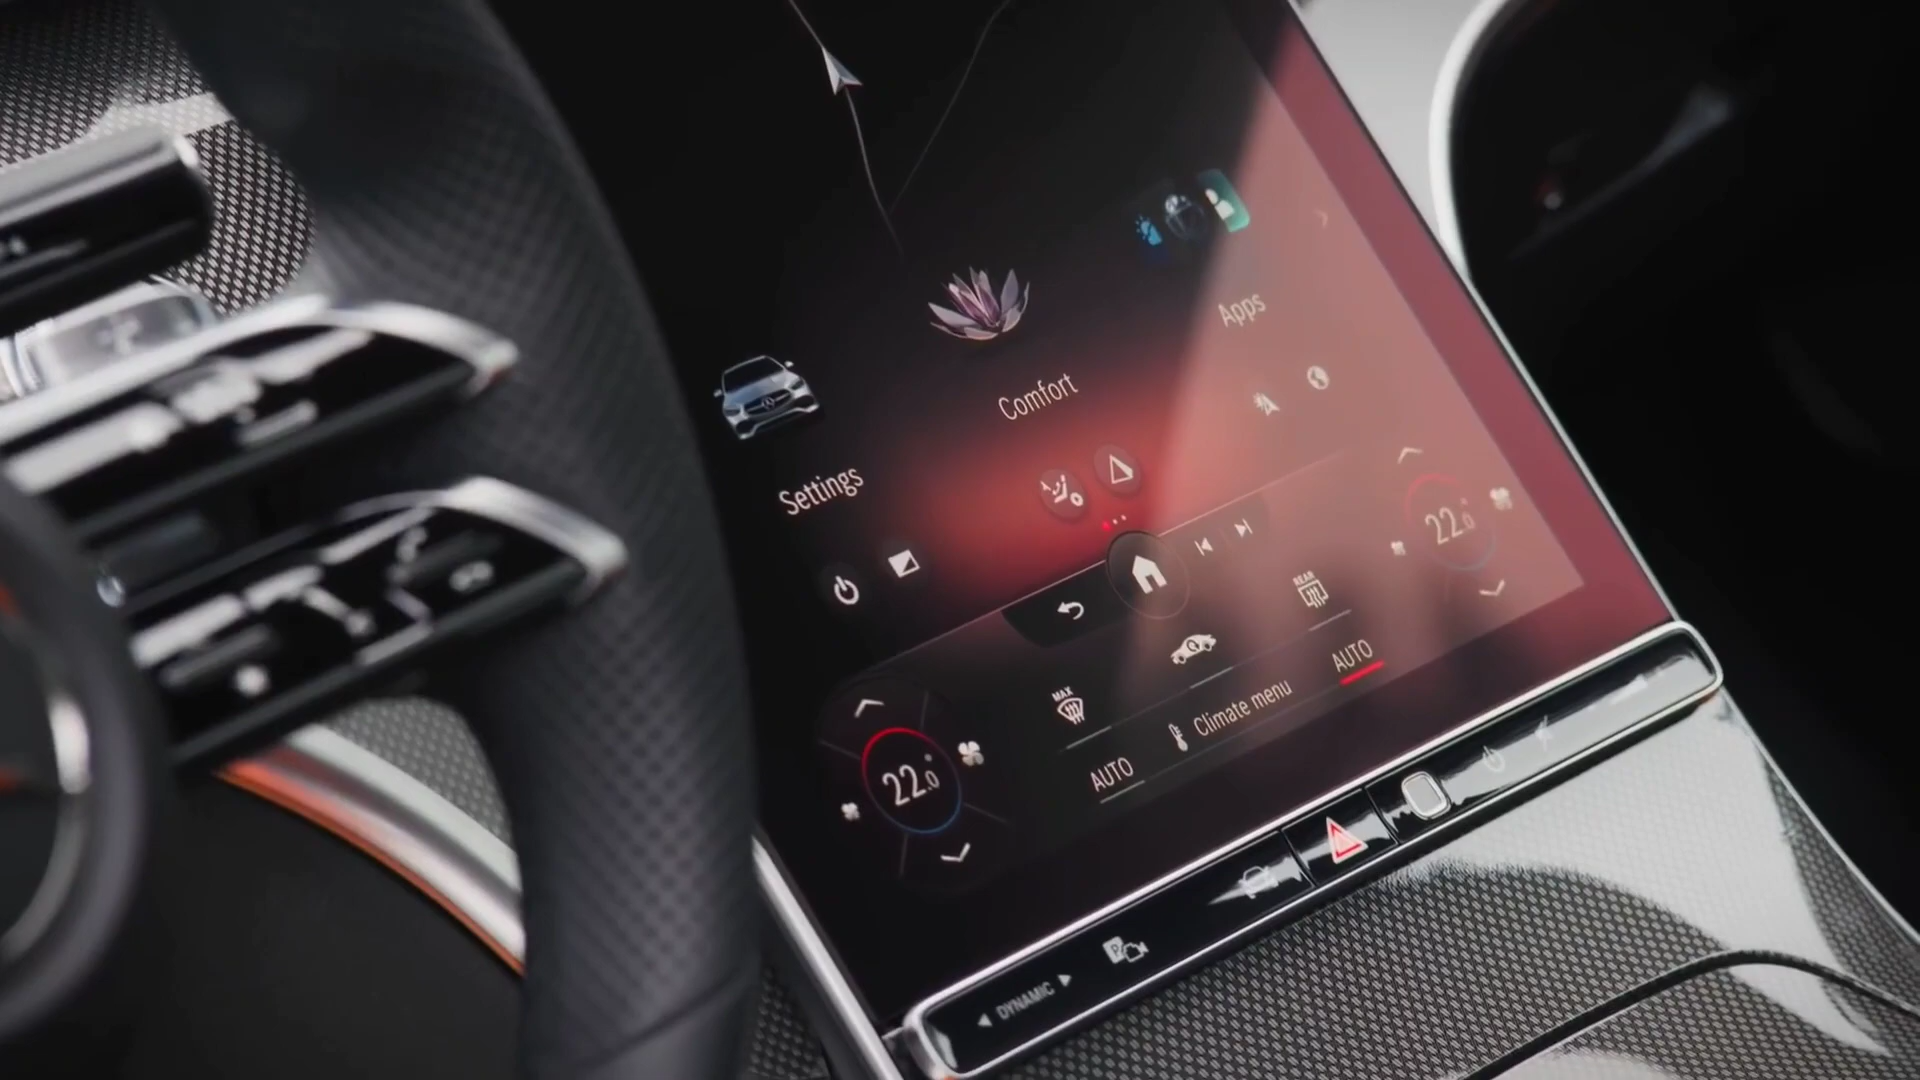 Apps
Comfort
Settings
22.0
REAR
MAX
AUTO
Climate menu
AUTO
22.0
P
DYNAMIC